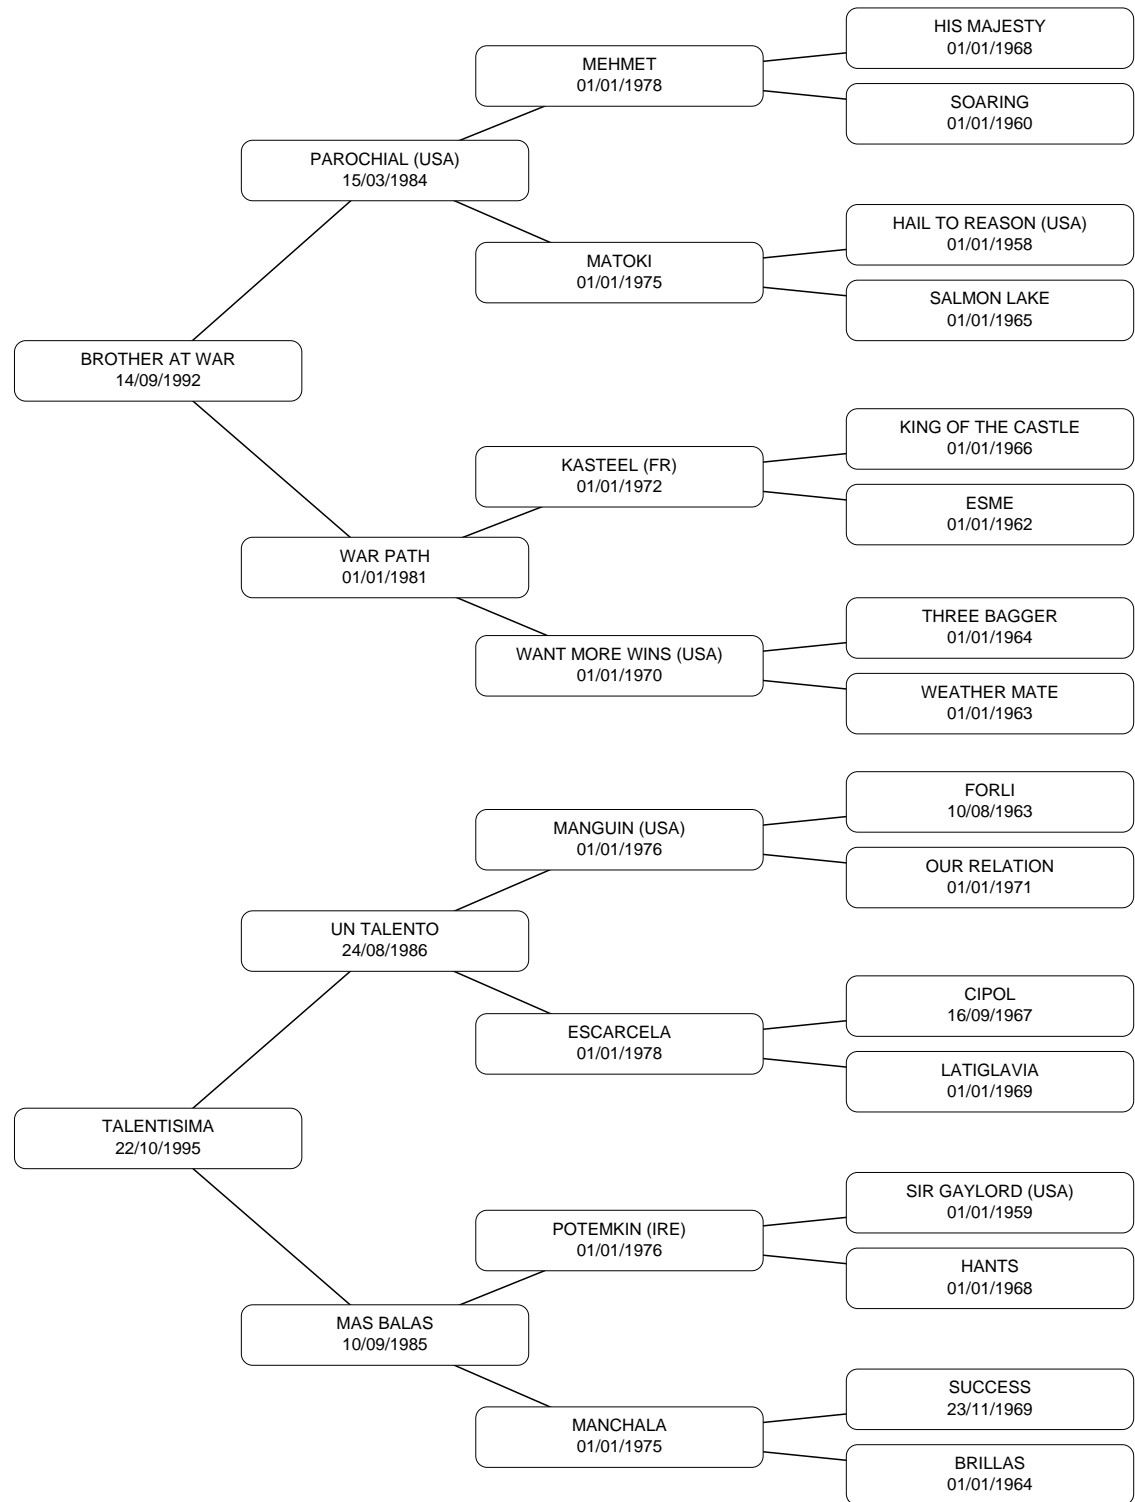 HIS MAJESTY
01/01/1968
MEHMET
01/01/1978
SOARING
01/01/1960
PAROCHIAL (USA)
15/03/1984
HAIL TO REASON (USA)
01/01/1958
MATOKI
01/01/1975
SALMON LAKE
01/01/1965
BROTHER AT WAR
14/09/1992
KING OF THE CASTLE
01/01/1966
KASTEEL (FR)
01/01/1972
ESME
01/01/1962
WAR PATH
01/01/1981
THREE BAGGER
01/01/1964
WANT MORE WINS (USA)
01/01/1970
WEATHER MATE
01/01/1963
FORLI
10/08/1963
MANGUIN (USA)
01/01/1976
OUR RELATION
01/01/1971
UN TALENTO
24/08/1986
CIPOL
16/09/1967
ESCARCELA
01/01/1978
LATIGLAVIA
01/01/1969
TALENTISIMA
22/10/1995
SIR GAYLORD (USA)
01/01/1959
POTEMKIN (IRE)
01/01/1976
HANTS
01/01/1968
MAS BALAS
10/09/1985
SUCCESS
23/11/1969
MANCHALA
01/01/1975
BRILLAS
01/01/1964